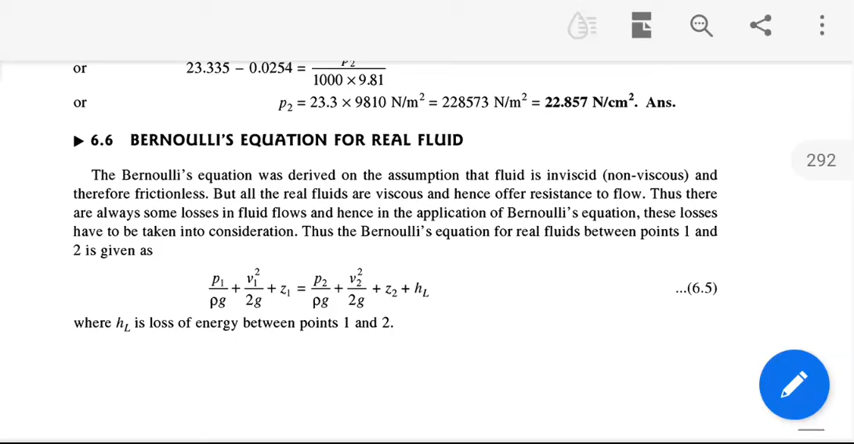 or 23.335 – 0.0254 = p₂ / 1000 × 9.81
or p₂ = 23.3 × 9810 N/m² = 228573 N/m² = 22.857 N/cm². Ans.
▶ 6.6 BERNOULLI'S EQUATION FOR REAL FLUID
292
The Bernoulli's equation was derived on the assumption that fluid is inviscid (non-viscous) and
therefore frictionless. But all the real fluids are viscous and hence offer resistance to flow. Thus there
are always some losses in fluid flows and hence in the application of Bernoulli's equation, these losses
have to be taken into consideration. Thus the Bernoulli's equation for real fluids between points 1 and
2 is given as
p₁/ρg + v₁²/2g + z₁ = p₂/ρg + v₂²/2g + z₂ + h_L ...(6.5)
where h_L is loss of energy between points 1 and 2.